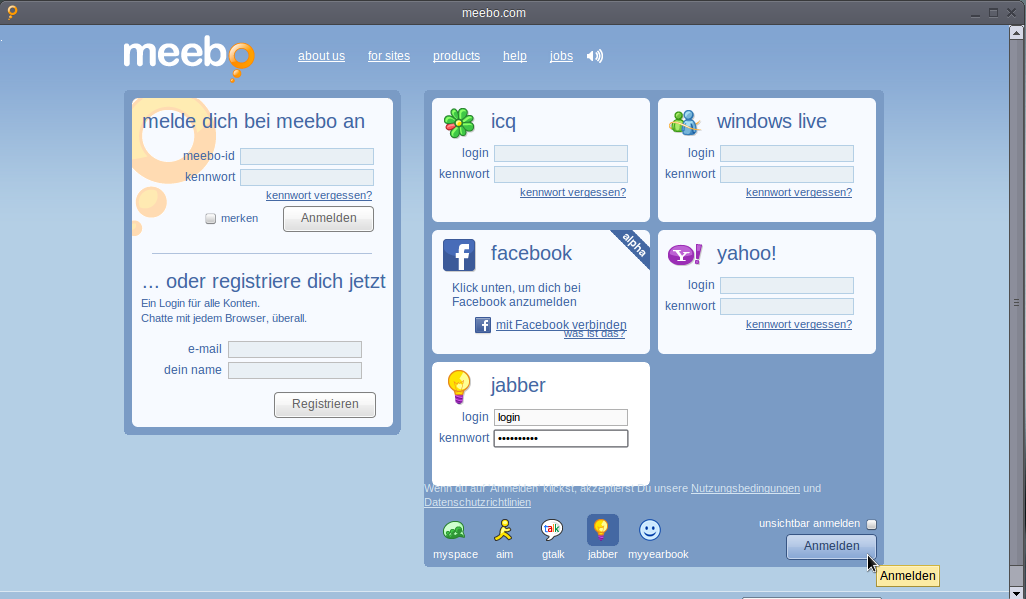 meebo.com
meebo
about us for sites products help jobs
melde dich bei meebo an
meebo-id
kennwort
kennwort vergessen?
merken Anmelden
... oder registriere dich jetzt
Ein Login für alle Konten.
Chatte mit jedem Browser, überall.
e-mail
dein name
Registrieren
icq
login
kennwort
kennwort vergessen?
windows live
login
kennwort
kennwort vergessen?
facebook
alpha
Klick unten, um dich bei
Facebook anzumelden
f mit Facebook verbinden
was ist das?
yahoo!
login
kennwort
kennwort vergessen?
jabber
login login
kennwort ••••••••••
Wenn du auf 'Anmelden' klickst, akzeptierst Du unsere Nutzungsbedingungen und
Datenschutzrichtlinien
talk
myspace aim gtalk jabber myyearbook
unsichtbar anmelden
Anmelden
Anmelden